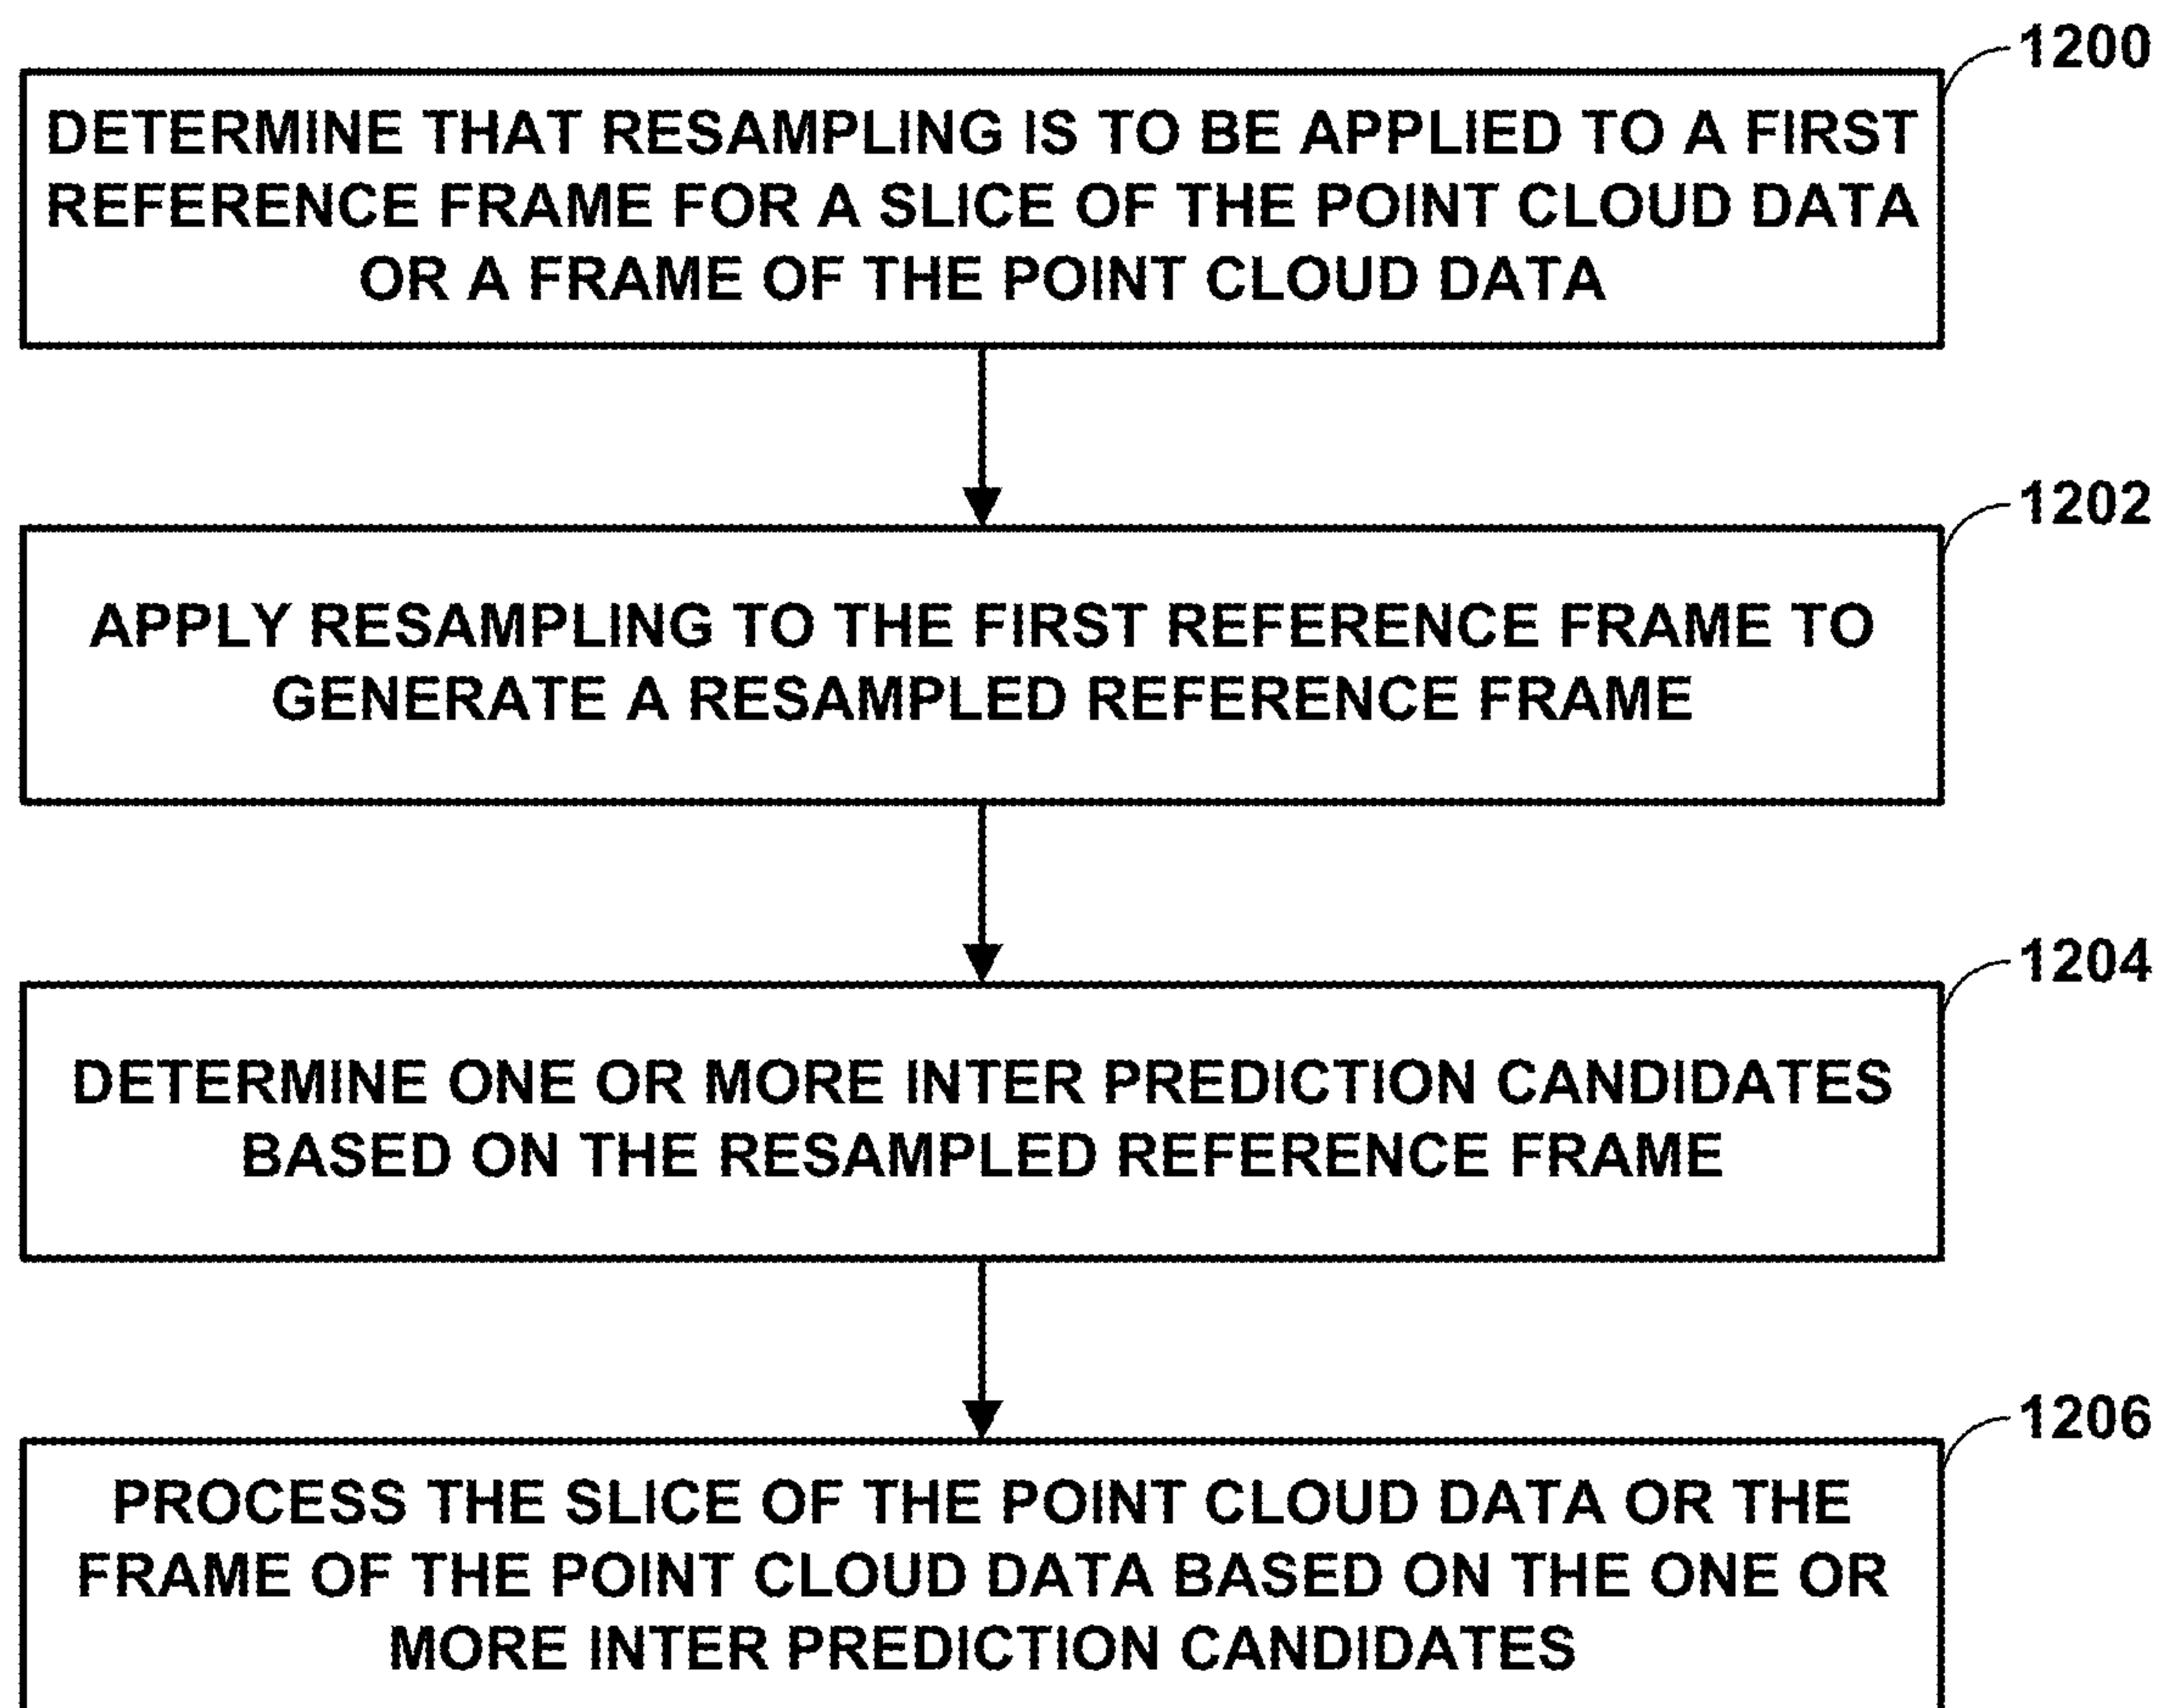 1200
DETERMINE THAT RESAMPLING IS TO BE APPLIED TO A FIRST
REFERENCE FRAME FOR A SLICE OF THE POINT CLOUD DATA
OR A FRAME OF THE POINT CLOUD DATA
1202
APPLY RESAMPLING TO THE FIRST REFERENCE FRAME TO
GENERATE A RESAMPLED REFERENCE FRAME
1204
DETERMINE ONE OR MORE INTER PREDICTION CANDIDATES
BASED ON THE RESAMPLED REFERENCE FRAME
1206
PROCESS THE SLICE OF THE POINT CLOUD DATA OR THE
FRAME OF THE POINT CLOUD DATA BASED ON THE ONE OR
MORE INTER PREDICTION CANDIDATES